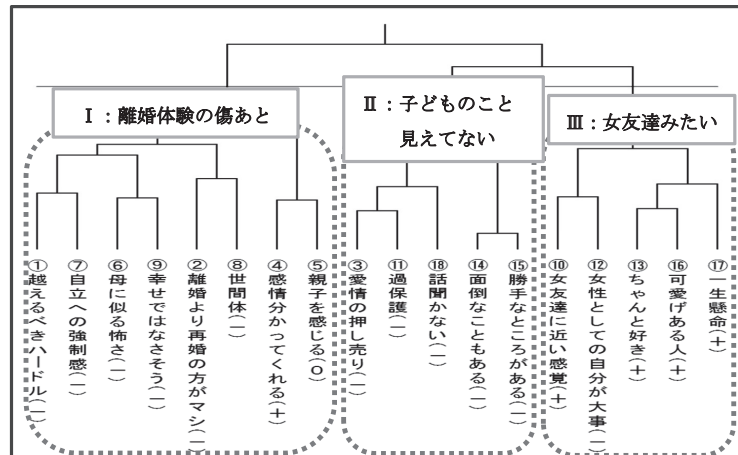 Ⅰ：離婚体験の傷あと
Ⅱ：子どものこと
見えてない
Ⅲ：女友達みたい
①越えるべきハードル(－)
⑦自立への強制感(－)
⑥母に似る怖さ(－)
⑨幸せではなさそう(－)
②離婚より再婚の方がマシ(－)
⑧世間体(－)
④感情分かってくれる(＋)
⑤親子を感じる(0)
③愛情の押し売り(－)
⑪過保護(－)
⑱話聞かない(－)
⑭面倒なこともある(－)
⑮勝手なところがある(－)
⑩女友達に近い感覚(＋)
⑫女性としての自分が大事(－)
⑬ちゃんと好き(＋)
⑯可愛げある人(＋)
⑰一生懸命(＋)